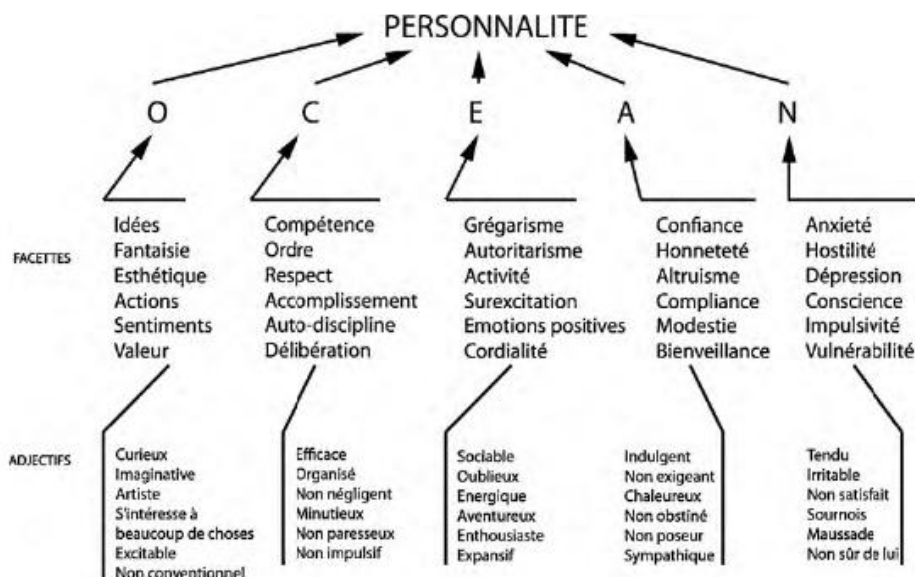 PERSONNALITE
O C E A N
FACETTES
Idées
Fantaisie
Esthétique
Actions
Sentiments
Valeur
Compétence
Ordre
Respect
Accomplissement
Auto-discipline
Délibération
Grégarisme
Autoritarisme
Activité
Surexcitation
Emotions positives
Cordialité
Confiance
Honneteté
Altruisme
Compliance
Modestie
Bienveillance
Anxieté
Hostilité
Dépression
Conscience
Impulsivité
Vulnérabilité
ADJECTIFS
Curieux
Imaginative
Artiste
S'intéresse à
beaucoup de choses
Excitable
Non conventionnel
Efficace
Organisé
Non négligent
Minutieux
Non paresseux
Non impulsif
Sociable
Oublieux
Energique
Aventureux
Enthousiaste
Expansif
Indulgent
Non exigeant
Chaleureux
Non obstiné
Non poseur
Sympathique
Tendu
Irritable
Non satisfait
Sournois
Maussade
Non sûr de lui